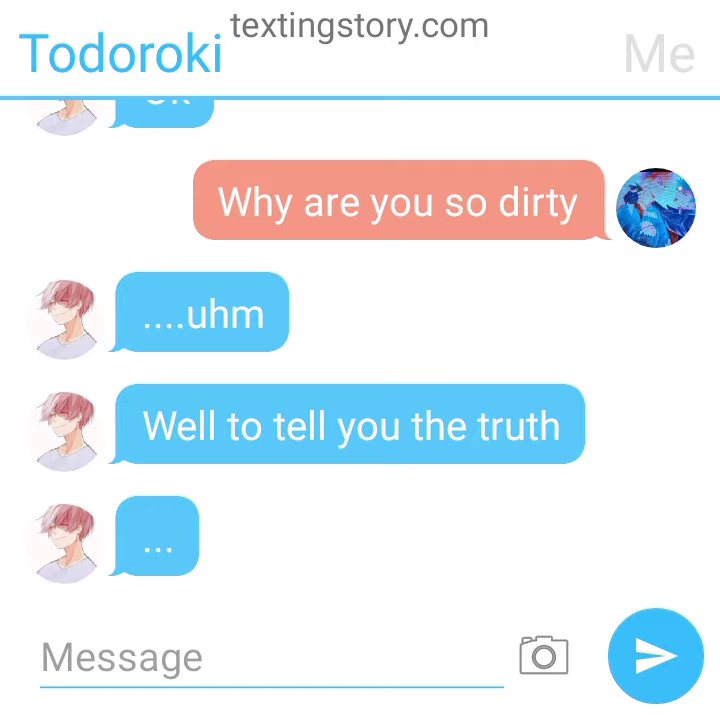 textingstory.com
Todoroki
Me
Why are you so dirty
....uhm
Well to tell you the truth
...
Message